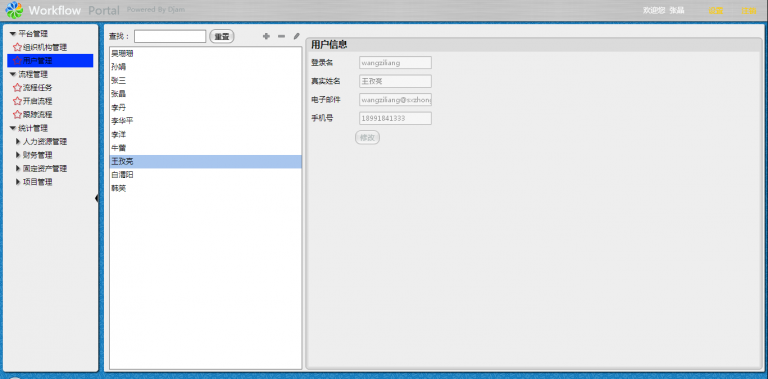 Workflow Portal Powered By Djam
欢迎您 张晶
平台管理
组织机构管理
用户管理
流程管理
流程任务
开启流程
跟踪流程
统计管理
人力资源管理
财务管理
固定资产管理
项目管理
查找： 重置
吴珊珊
孙娟
张三
张晶
李丹
李华平
李洋
牛蕾
王孜亮
白渭阳
韩笑
用户信息
登录名 wangziliang
真实姓名 王孜亮
电子邮件 wangziliang@sxzhong
手机号 18991841333
修改